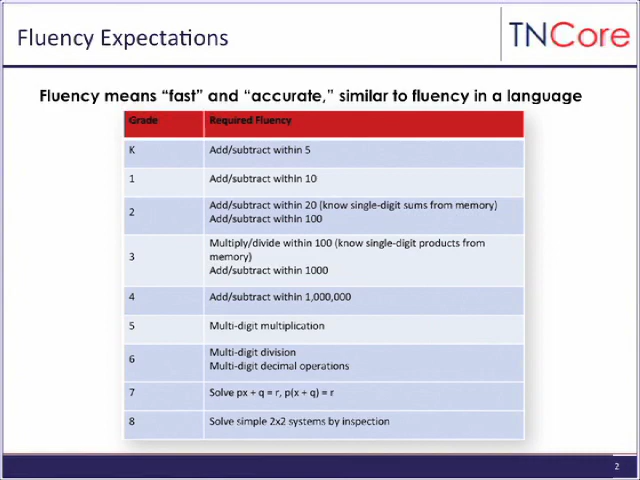 Fluency Expectations
TNCore
Fluency means “fast” and “accurate,” similar to fluency in a language
Grade Required Fluency
K Add/subtract within 5
1 Add/subtract within 10
2 Add/subtract within 20 (know single-digit sums from memory)
Add/subtract within 100
3 Multiply/divide within 100 (know single-digit products from
memory)
Add/subtract within 1000
4 Add/subtract within 1,000,000
5 Multi-digit multiplication
6 Multi-digit division
Multi-digit decimal operations
7 Solve px + q = r, p(x + q) = r
8 Solve simple 2x2 systems by inspection
2